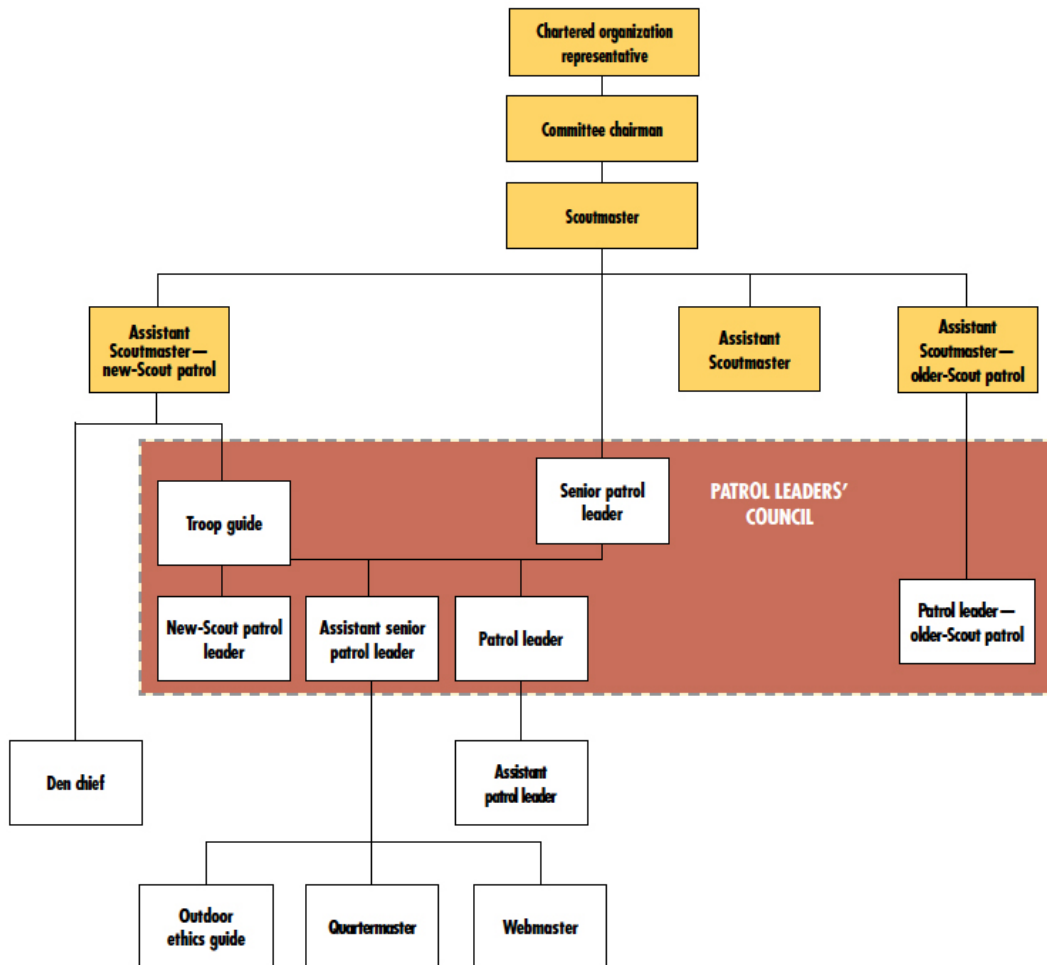 Chartered organization
representative
Committee chairman
Scoutmaster
Assistant
Scoutmaster—
new-Scout patrol
Assistant
Scoutmaster
Assistant
Scoutmaster—
older-Scout patrol
Senior patrol
leader
PATROL LEADERS’
COUNCIL
Troop guide
New-Scout patrol
leader
Assistant senior
patrol leader
Patrol leader
Patrol leader—
older-Scout patrol
Den chief
Assistant
patrol leader
Outdoor
ethics guide
Quartermaster
Webmaster